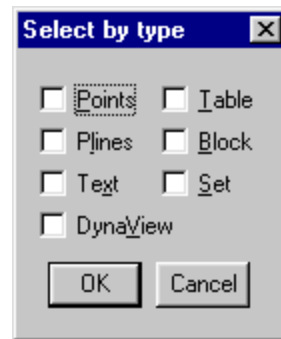 Select by type
Points Table
Plines Block
Text Set
DynaView
OK Cancel